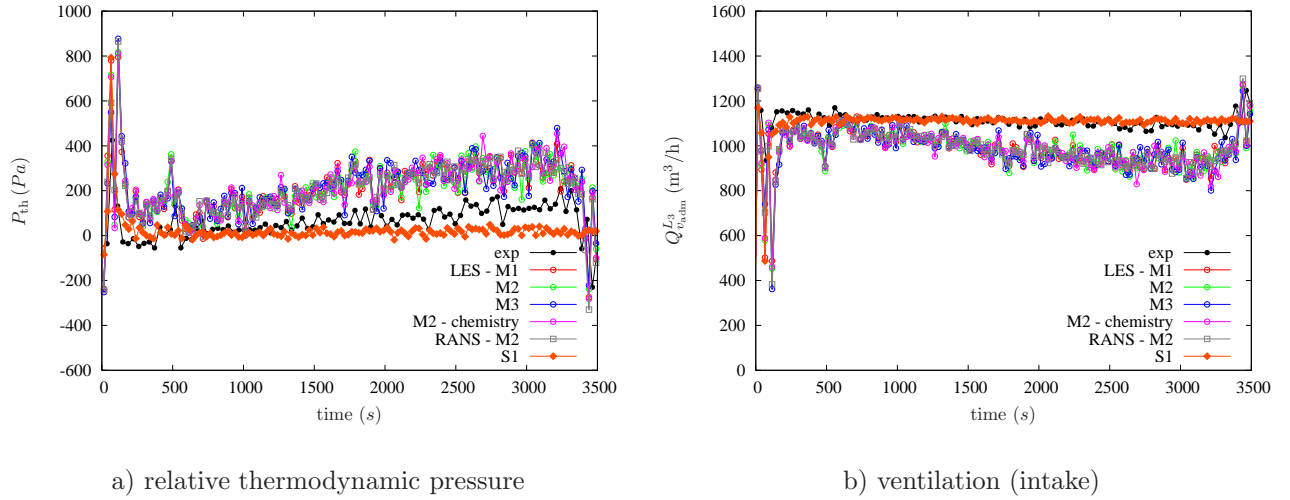 1000
800
600
400
200
0
-200
-400
-600
0 500 1000 1500 2000 2500 3000 3500
P_th (Pa)
time (s)
exp
LES - M1
M2
M3
M2 - chemistry
RANS - M2
S1
a) relative thermodynamic pressure
1600
1400
1200
1000
800
600
400
200
0
0 500 1000 1500 2000 2500 3000 3500
Q^{L_3}_{v_adm} (m³/h)
time (s)
exp
LES - M1
M2
M3
M2 - chemistry
RANS - M2
S1
b) ventilation (intake)